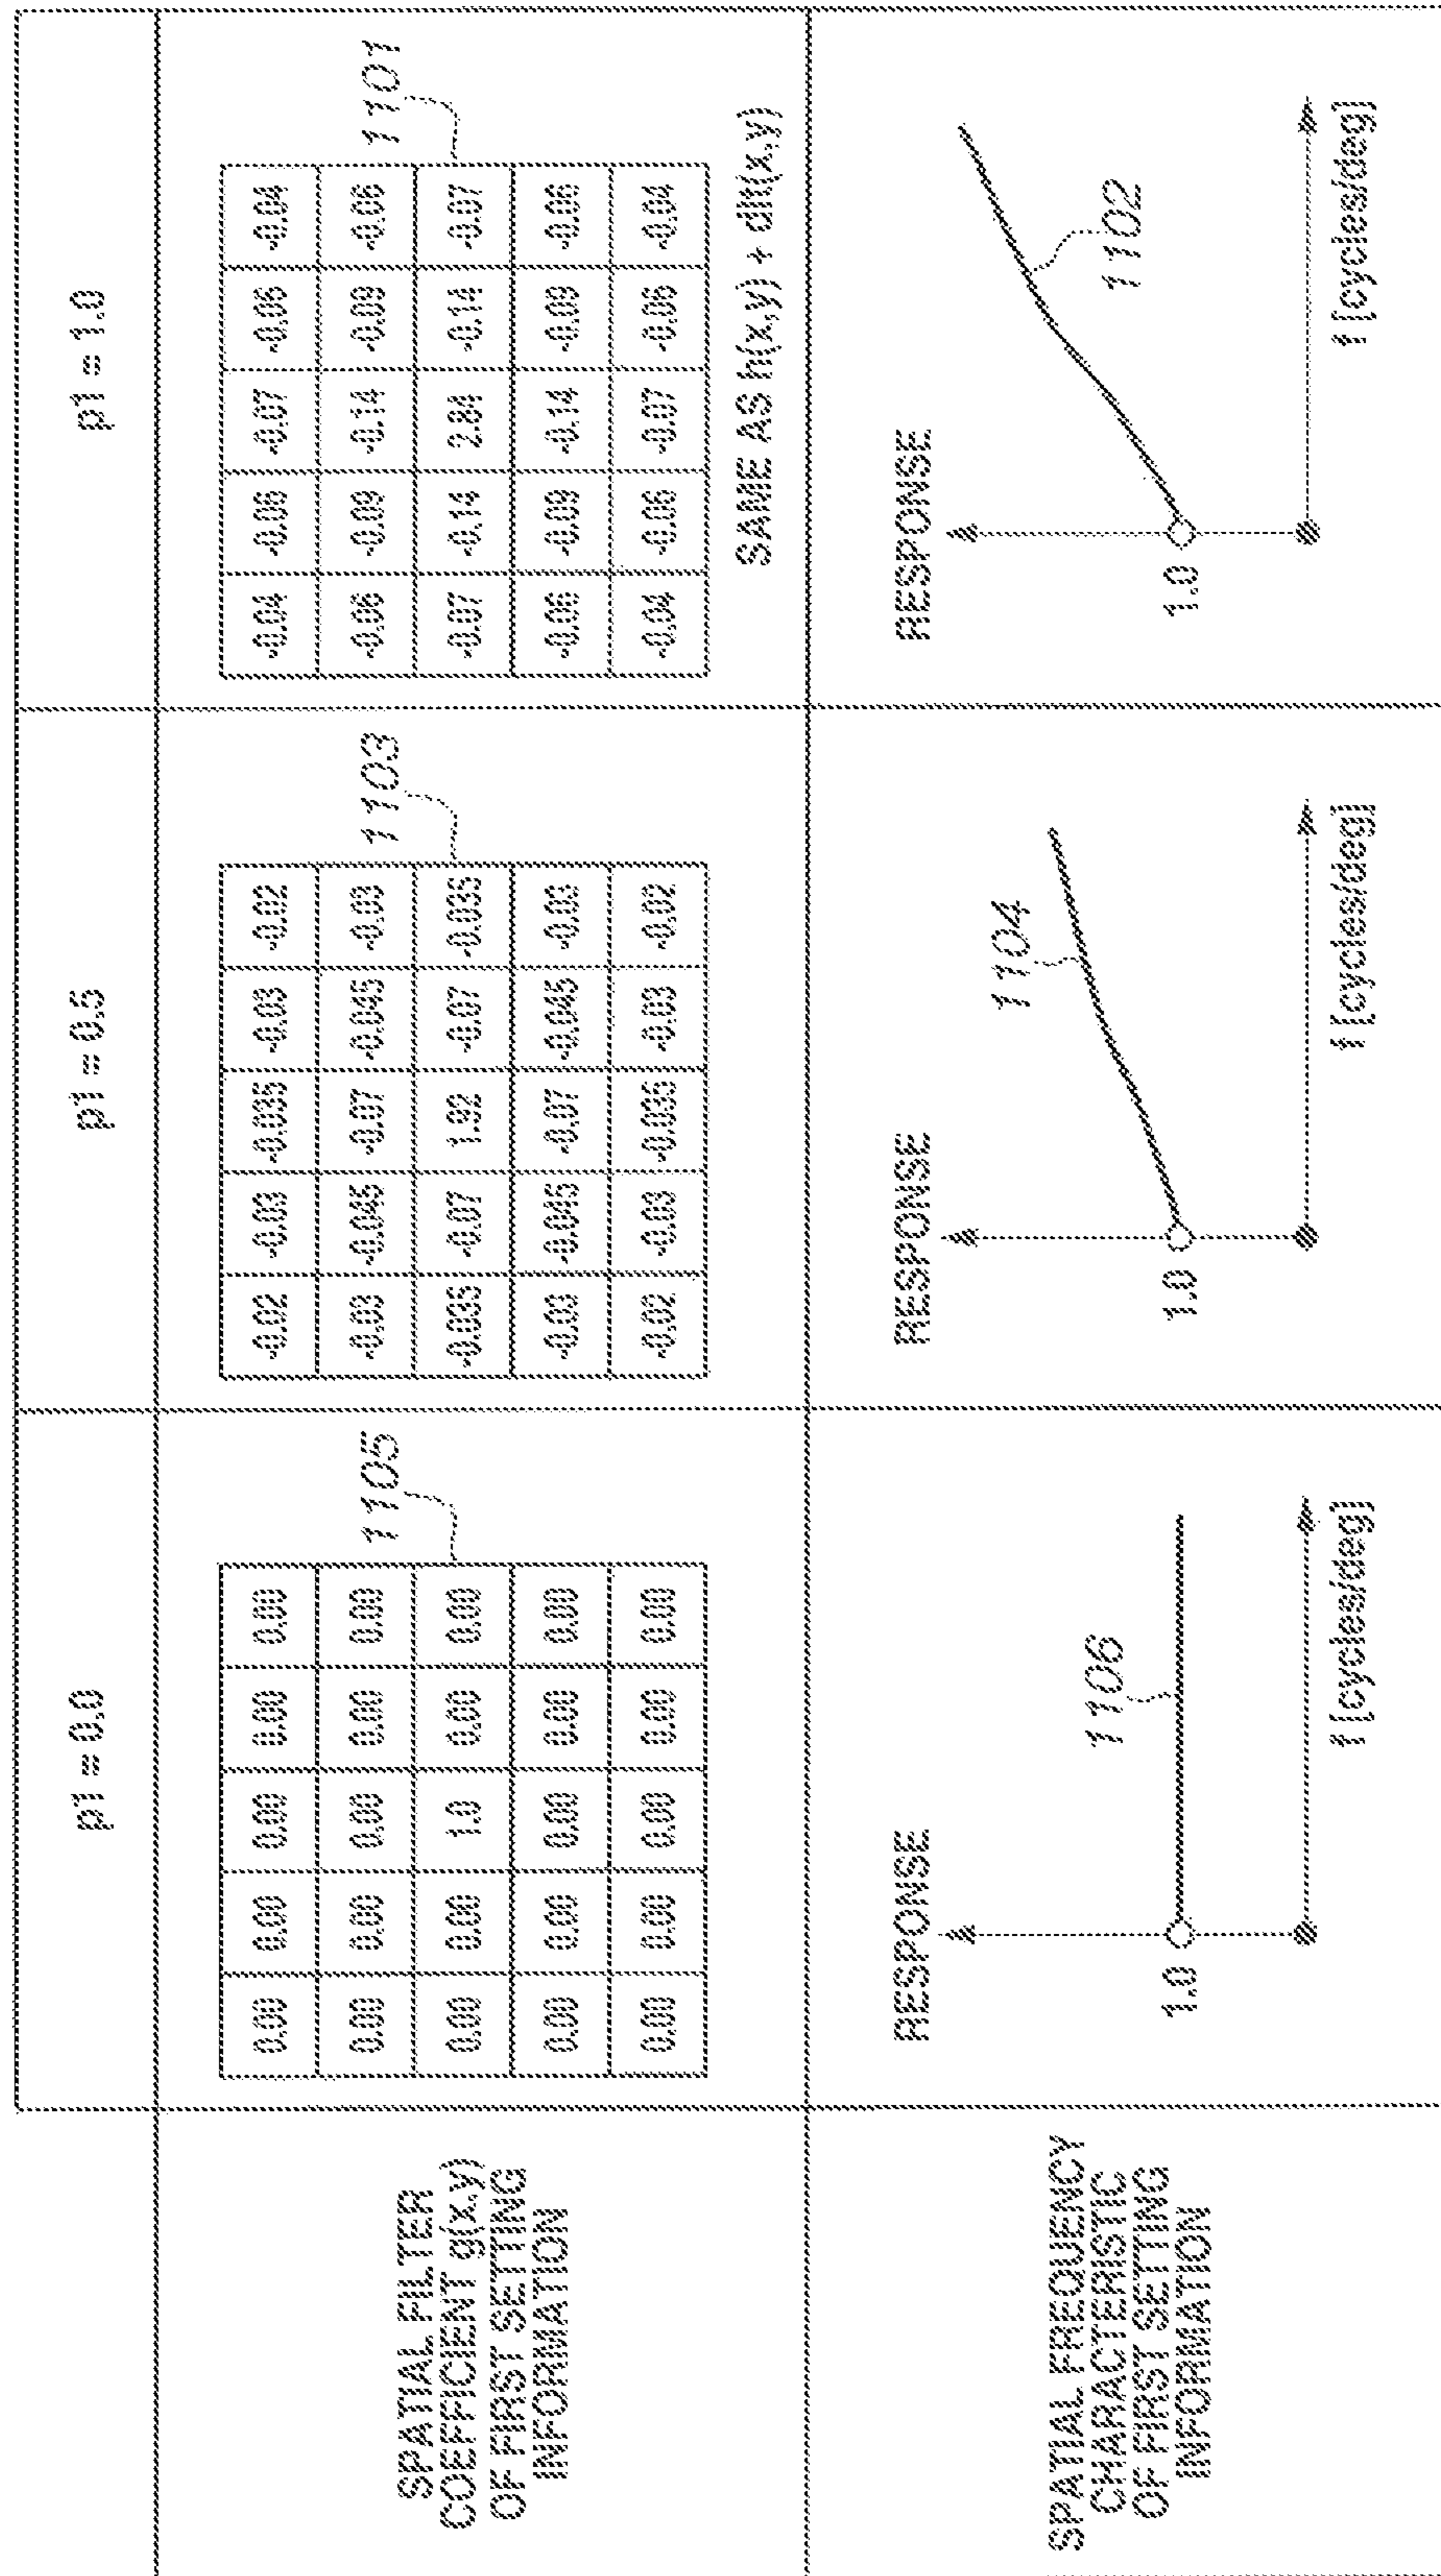 p1 = 0.0
p1 = 0.5
p1 = 1.0
SPATIAL FILTER
COEFFICIENT g(x,y)
OF FIRST SETTING
INFORMATION
0.00 0.00 0.00 0.00 0.00
0.00 0.00 0.00 0.00 0.00
0.00 0.00 1.0 0.00 0.00
0.00 0.00 0.00 0.00 0.00
0.00 0.00 0.00 0.00 0.00
1105
-0.02 -0.03 -0.035 -0.03 -0.02
-0.03 -0.045 -0.07 -0.045 -0.03
-0.035 -0.07 1.92 -0.07 -0.035
-0.03 -0.045 -0.07 -0.045 -0.03
-0.02 -0.03 -0.035 -0.03 -0.02
1103
-0.04 -0.06 -0.07 -0.06 -0.04
-0.06 -0.09 -0.14 -0.09 -0.06
-0.07 -0.14 2.84 -0.14 -0.07
-0.06 -0.09 -0.14 -0.09 -0.06
-0.04 -0.06 -0.07 -0.06 -0.04
1101
SAME AS h(x,y) + dlt(x,y)
SPATIAL FREQUENCY
CHARACTERISTIC
OF FIRST SETTING
INFORMATION
RESPONSE
1106
1.0
f [cycles/deg]
RESPONSE
1104
1.0
f [cycles/deg]
RESPONSE
1102
1.0
f [cycles/deg]